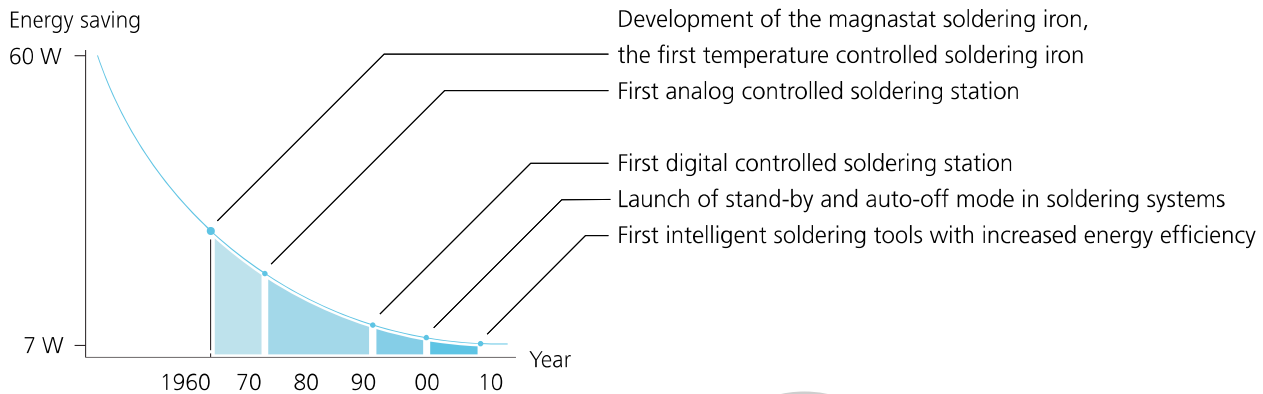 Energy saving
60 W
7 W
Development of the magnastat soldering iron,
the first temperature controlled soldering iron
First analog controlled soldering station
First digital controlled soldering station
Launch of stand-by and auto-off mode in soldering systems
First intelligent soldering tools with increased energy efficiency
Year
1960 70 80 90 00 10